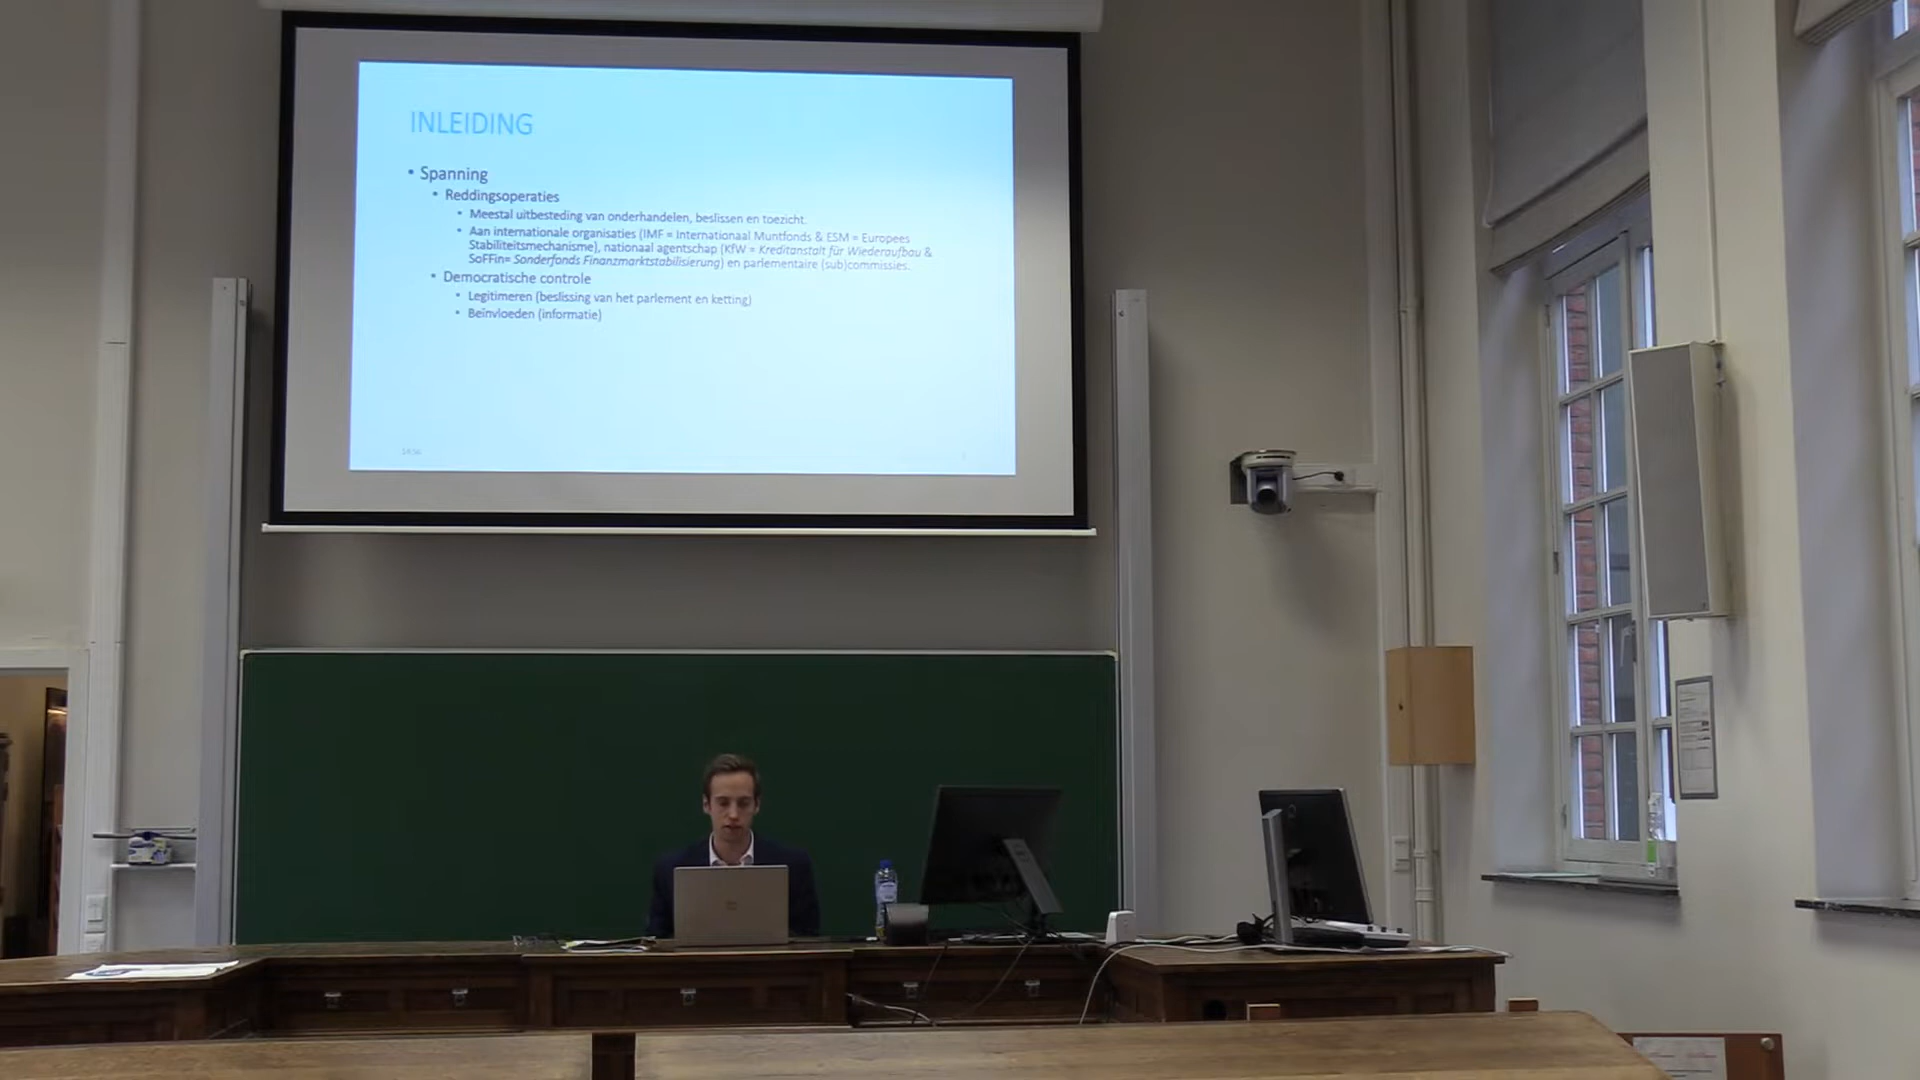 INLEIDING
• Spanning
• Reddingsoperaties
• Meestal uitbesteding van onderhandelen, beslissen en toezicht.
• Aan internationale organisaties (IMF = Internationaal Muntfonds & ESM = Europees
Stabiliteitsmechanisme), nationaal agentschap (KfW = Kreditanstalt für Wiederaufbau &
SoFFin= Sonderfonds Finanzmarktstabilisierung) en parlementaire (sub)commissies.
• Democratische controle
• Legitimeren (beslissing van het parlement en ketting)
• Beïnvloeden (informatie)